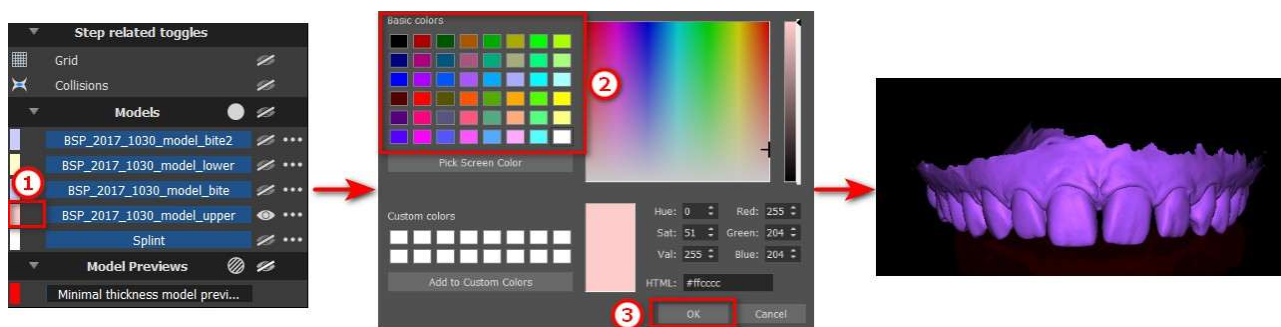 Step related toggles
Grid
Collisions
Models
BSP_2017_1030_model_bite2
BSP_2017_1030_model_lower
1
BSP_2017_1030_model_bite
BSP_2017_1030_model_upper
Splint
Model Previews
Minimal thickness model previ...
Basic colors
2
Pick Screen Color
Custom colors
Add to Custom Colors
Hue: 0 Red: 255
Sat: 51 Green: 204
Val: 255 Blue: 204
HTML: #ffcccc
3
OK Cancel